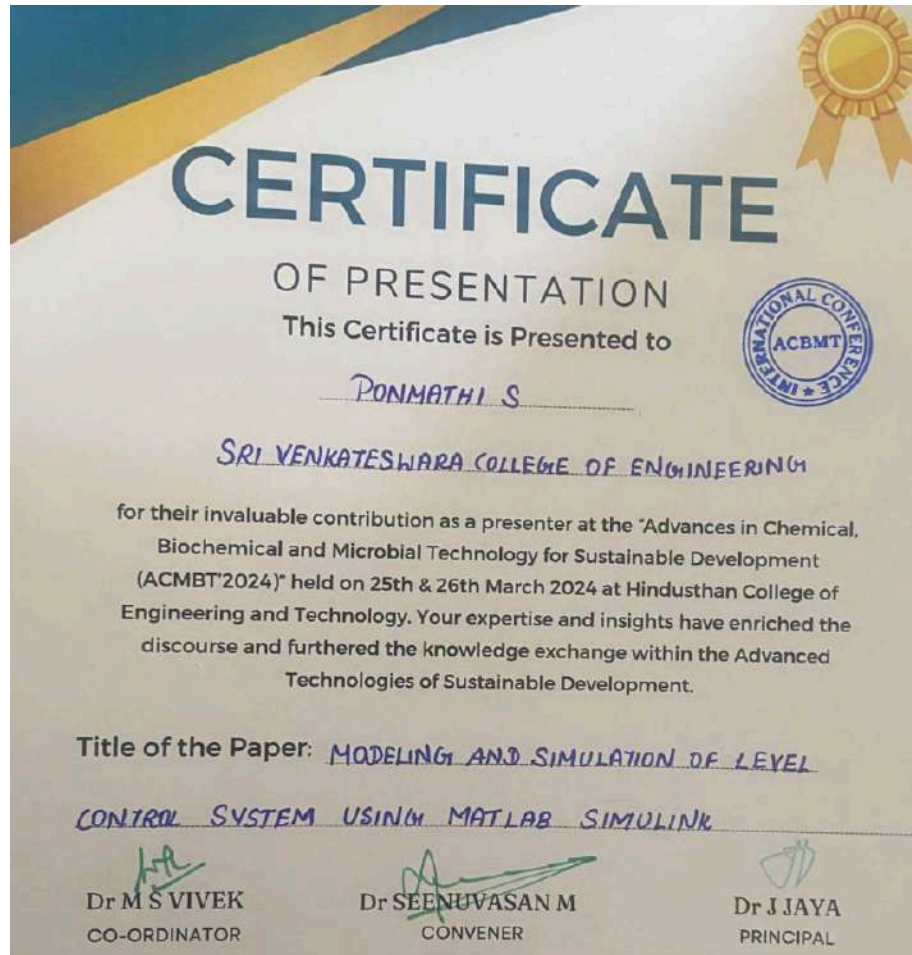 CERTIFICATE
OF PRESENTATION
This Certificate is Presented to
PONMATHI S
SRI VENKATESWARA COLLEGE OF ENGINEERING
INTERNATIONAL CONFERENCE
ACBMT
for their invaluable contribution as a presenter at the "Advances in Chemical,
Biochemical and Microbial Technology for Sustainable Development
(ACMBT'2024)" held on 25th & 26th March 2024 at Hindusthan College of
Engineering and Technology. Your expertise and insights have enriched the
discourse and furthered the knowledge exchange within the Advanced
Technologies of Sustainable Development.
Title of the Paper: MODELING AND SIMULATION OF LEVEL
CONTROL SYSTEM USING MATLAB SIMULINK
Dr M S VIVEK
CO-ORDINATOR
Dr SEENUVASAN M
CONVENER
Dr J JAYA
PRINCIPAL